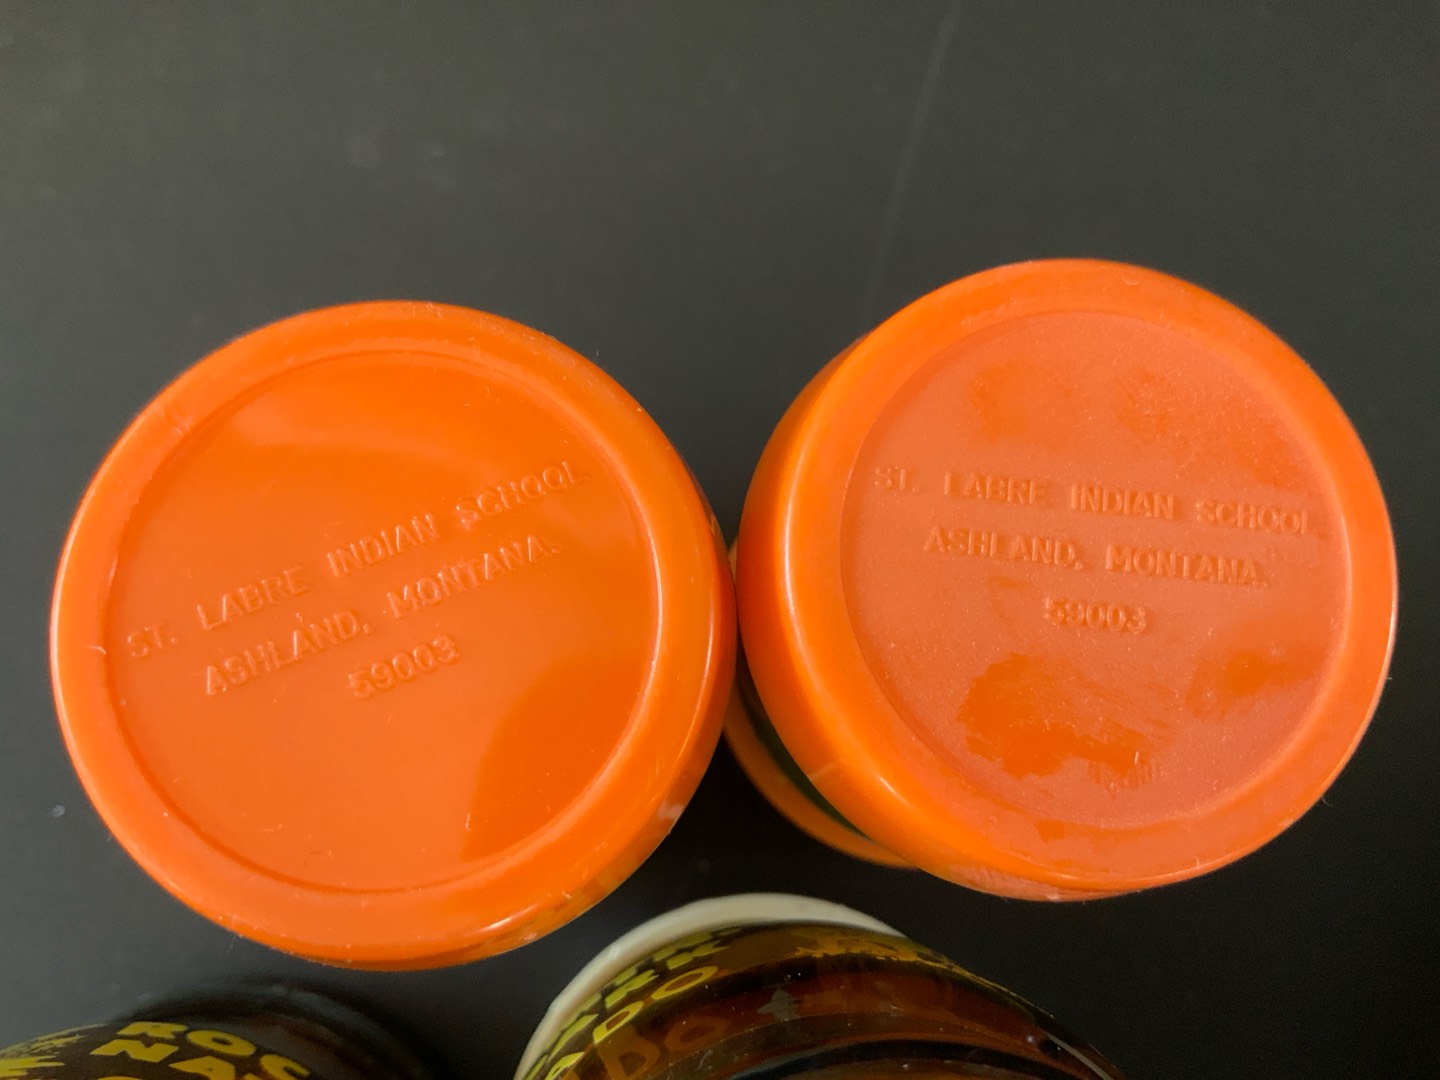 ST. LABRE INDIAN SCHOOL
ASHLAND, MONTANA.
59003
ST. LABRE INDIAN SCHOOL
ASHLAND, MONTANA.
59003